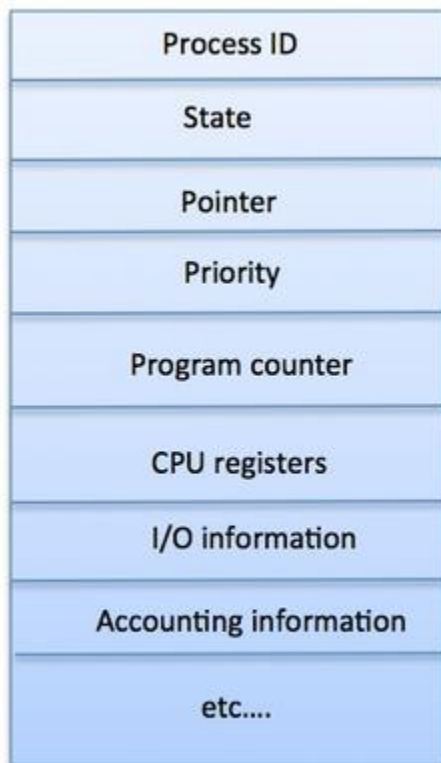 Process ID
State
Pointer
Priority
Program counter
CPU registers
I/O information
Accounting information
etc....